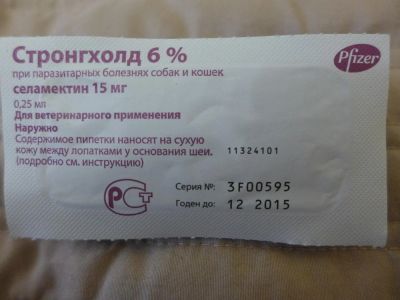 Стронгхолд 6 %
Pfizer
при паразитарных болезнях собак и кошек
селамектин 15 мг
0,25 мл
Для ветеринарного применения
Наружно
Содержимое пипетки наносят на сухую
кожу между лопатками у основания шеи.
(подробно см. инструкцию)
11324101
РСТ
Серия №: 3F00595
Годен до: 12 2015